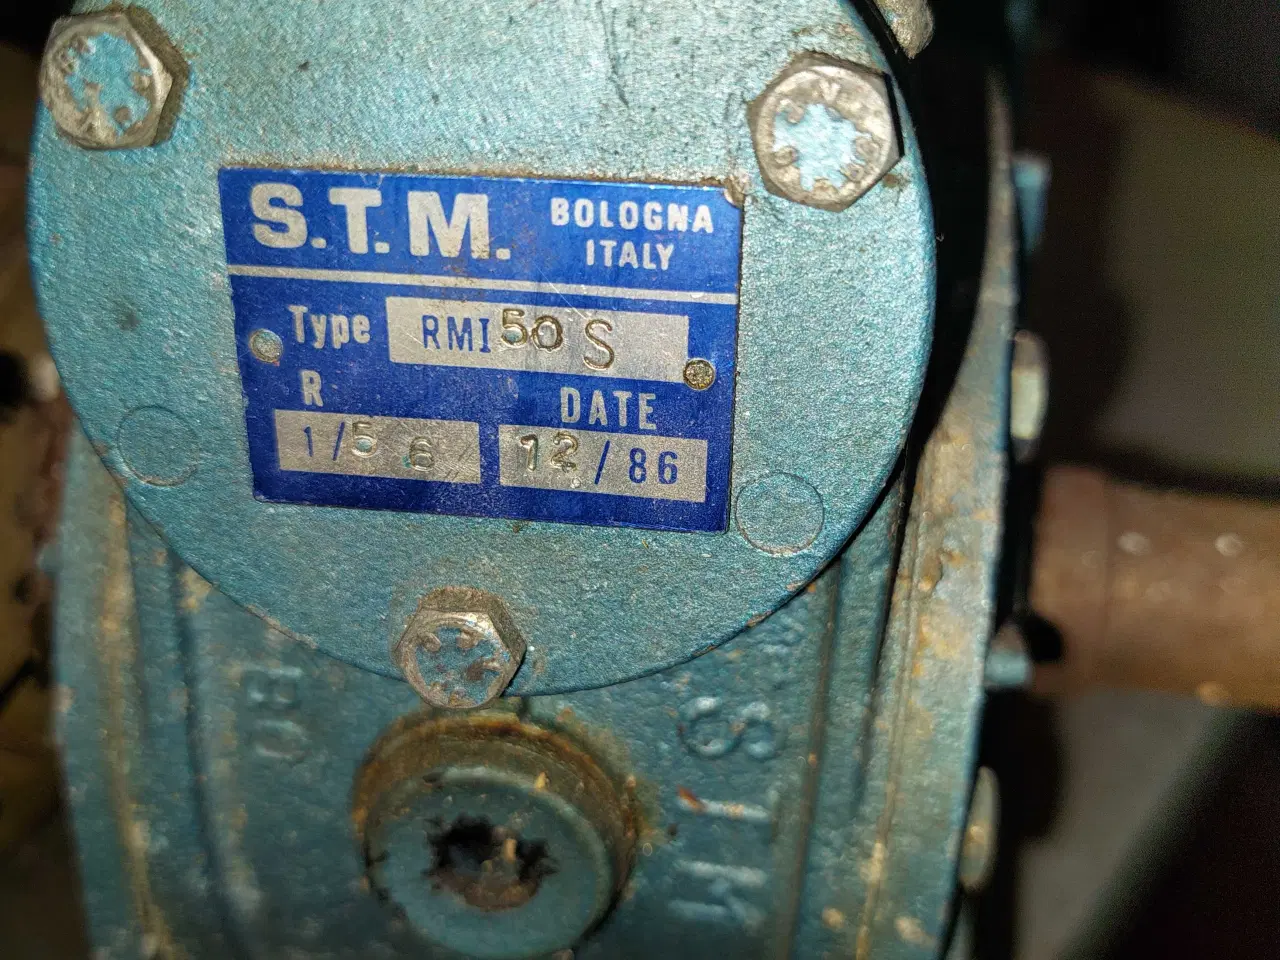 S.T.M.
BOLOGNA
ITALY
Type RMI 50 S
R
DATE
1/56
12/86